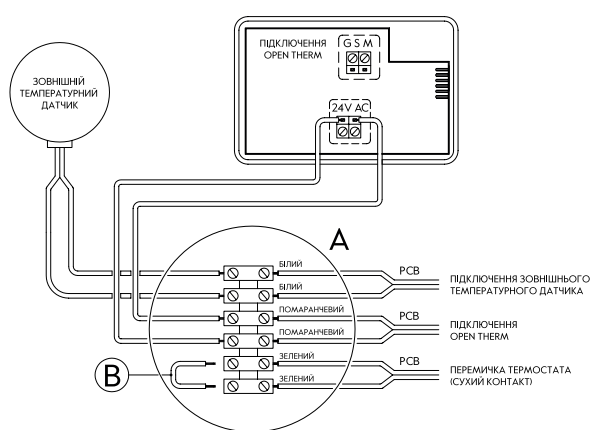 ПІДКЛЮЧЕННЯ
OPEN THERM
G S M
ЗОВНІШНІЙ
ТЕМПЕРАТУРНИЙ
ДАТЧИК
24V AC
A
БІЛИЙ
PCB
ПІДКЛЮЧЕННЯ ЗОВНІШНЬОГО
ТЕМПЕРАТУРНОГО ДАТЧИКА
БІЛИЙ
ПОМАРАНЧЕВИЙ
PCB
ПІДКЛЮЧЕННЯ
OPEN THERM
ПОМАРАНЧЕВИЙ
ЗЕЛЕНИЙ
PCB
ПЕРЕМИЧКА ТЕРМОСТАТА
(СУХИЙ КОНТАКТ)
B
ЗЕЛЕНИЙ